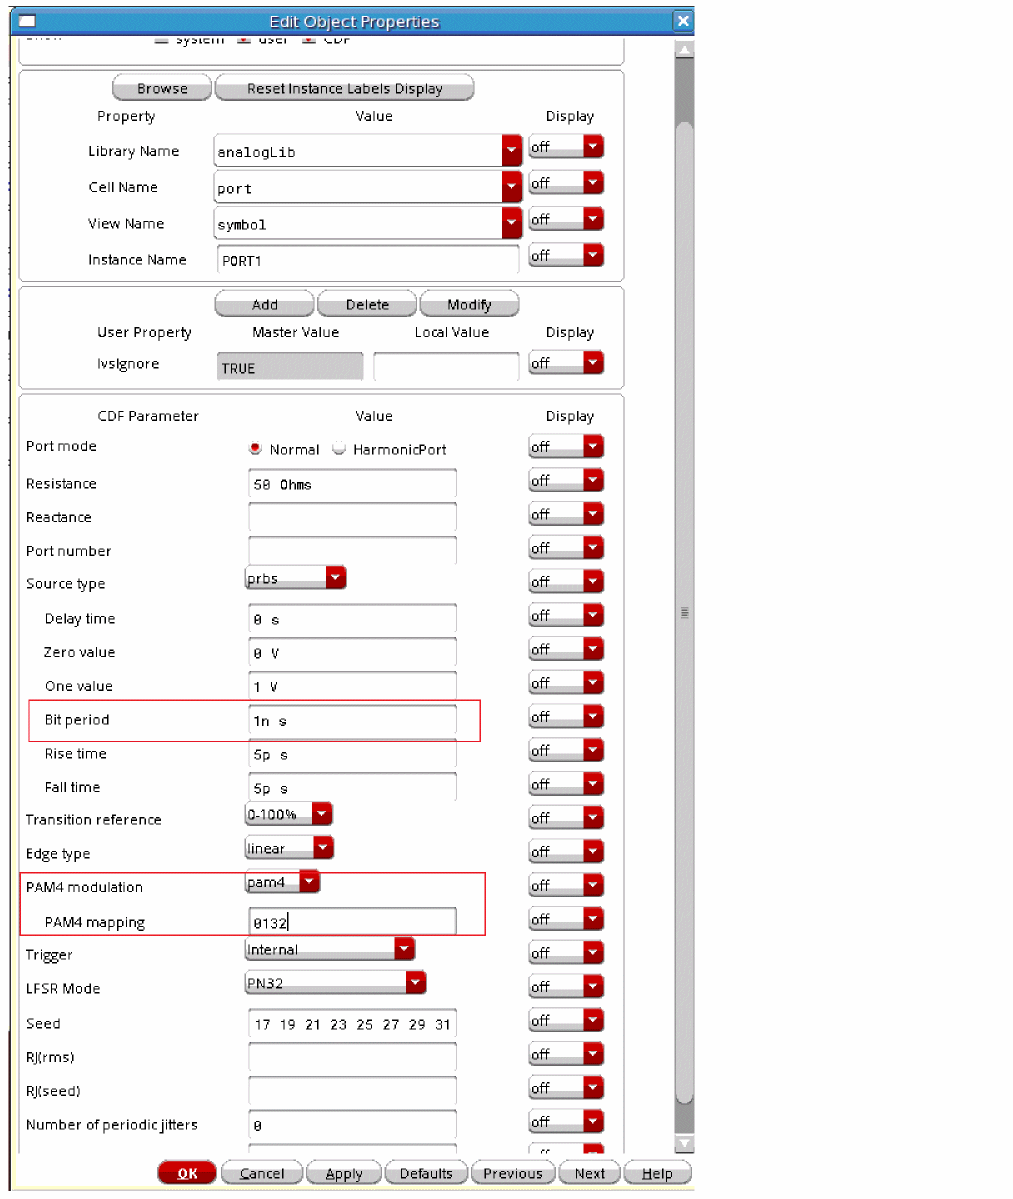 Edit Object Properties
system user CDF
Browse Reset Instance Labels Display
Property Value Display
Library Name analogLib off
Cell Name port off
View Name symbol off
Instance Name PORT1 off
Add Delete Modify
User Property Master Value Local Value Display
lvsIgnore TRUE off
CDF Parameter Value Display
Port mode Normal HarmonicPort off
Resistance 50 Ohms off
Reactance off
Port number off
Source type prbs off
Delay time 0 s off
Zero value 0 V off
One value 1 V off
Bit period 1n s off
Rise time 5p s off
Fall time 5p s off
Transition reference 0-100% off
Edge type linear off
PAM4 modulation pam4 off
PAM4 mapping 0132 off
Trigger Internal off
LFSR Mode PN32 off
Seed 17 19 21 23 25 27 29 31 off
RJ(rms) off
RJ(seed) off
Number of periodic jitters 0 off
OK Cancel Apply Defaults Previous Next Help